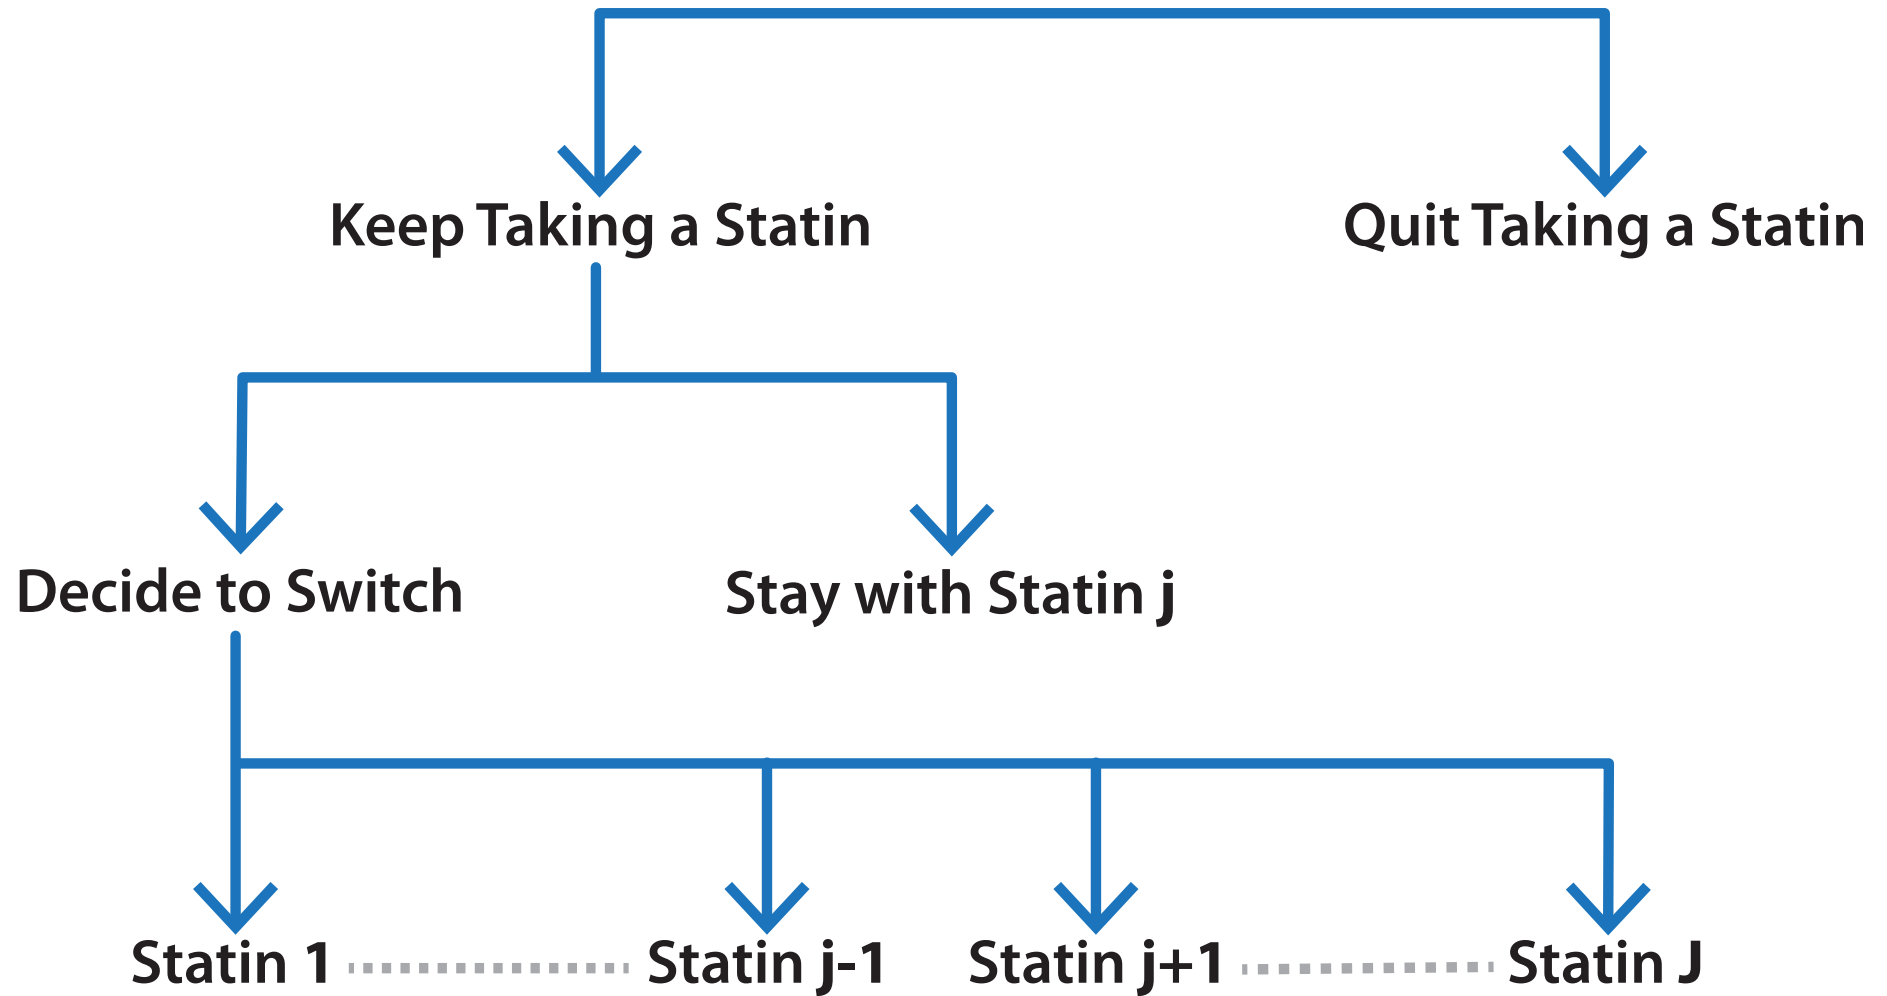 Keep Taking a Statin
Quit Taking a Statin
Decide to Switch
Stay with Statin j
Statin 1
Statin j-1
Statin j+1
Statin J